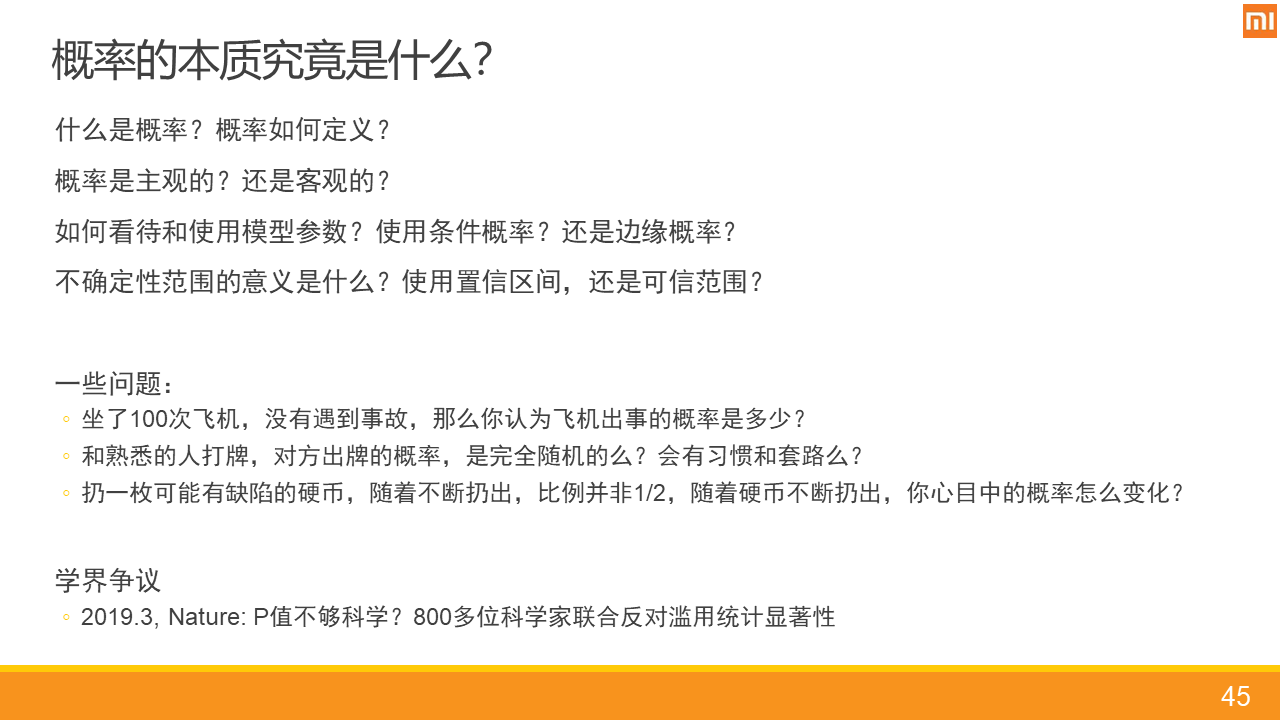 概率的本质究竟是什么？
什么是概率？概率如何定义？
概率是主观的？还是客观的？
如何看待和使用模型参数？使用条件概率？还是边缘概率？
不确定性范围的意义是什么？使用置信区间，还是可信范围？
一些问题：
◦ 坐了100次飞机，没有遇到事故，那么你认为飞机出事的概率是多少？
◦ 和熟悉的人打牌，对方出牌的概率，是完全随机的么？会有习惯和套路么？
◦ 扔一枚可能有缺陷的硬币，随着不断扔出，比例并非1/2，随着硬币不断扔出，你心目中的概率怎么变化？
学界争议
◦ 2019.3, Nature: P值不够科学？800多位科学家联合反对滥用统计显著性
45